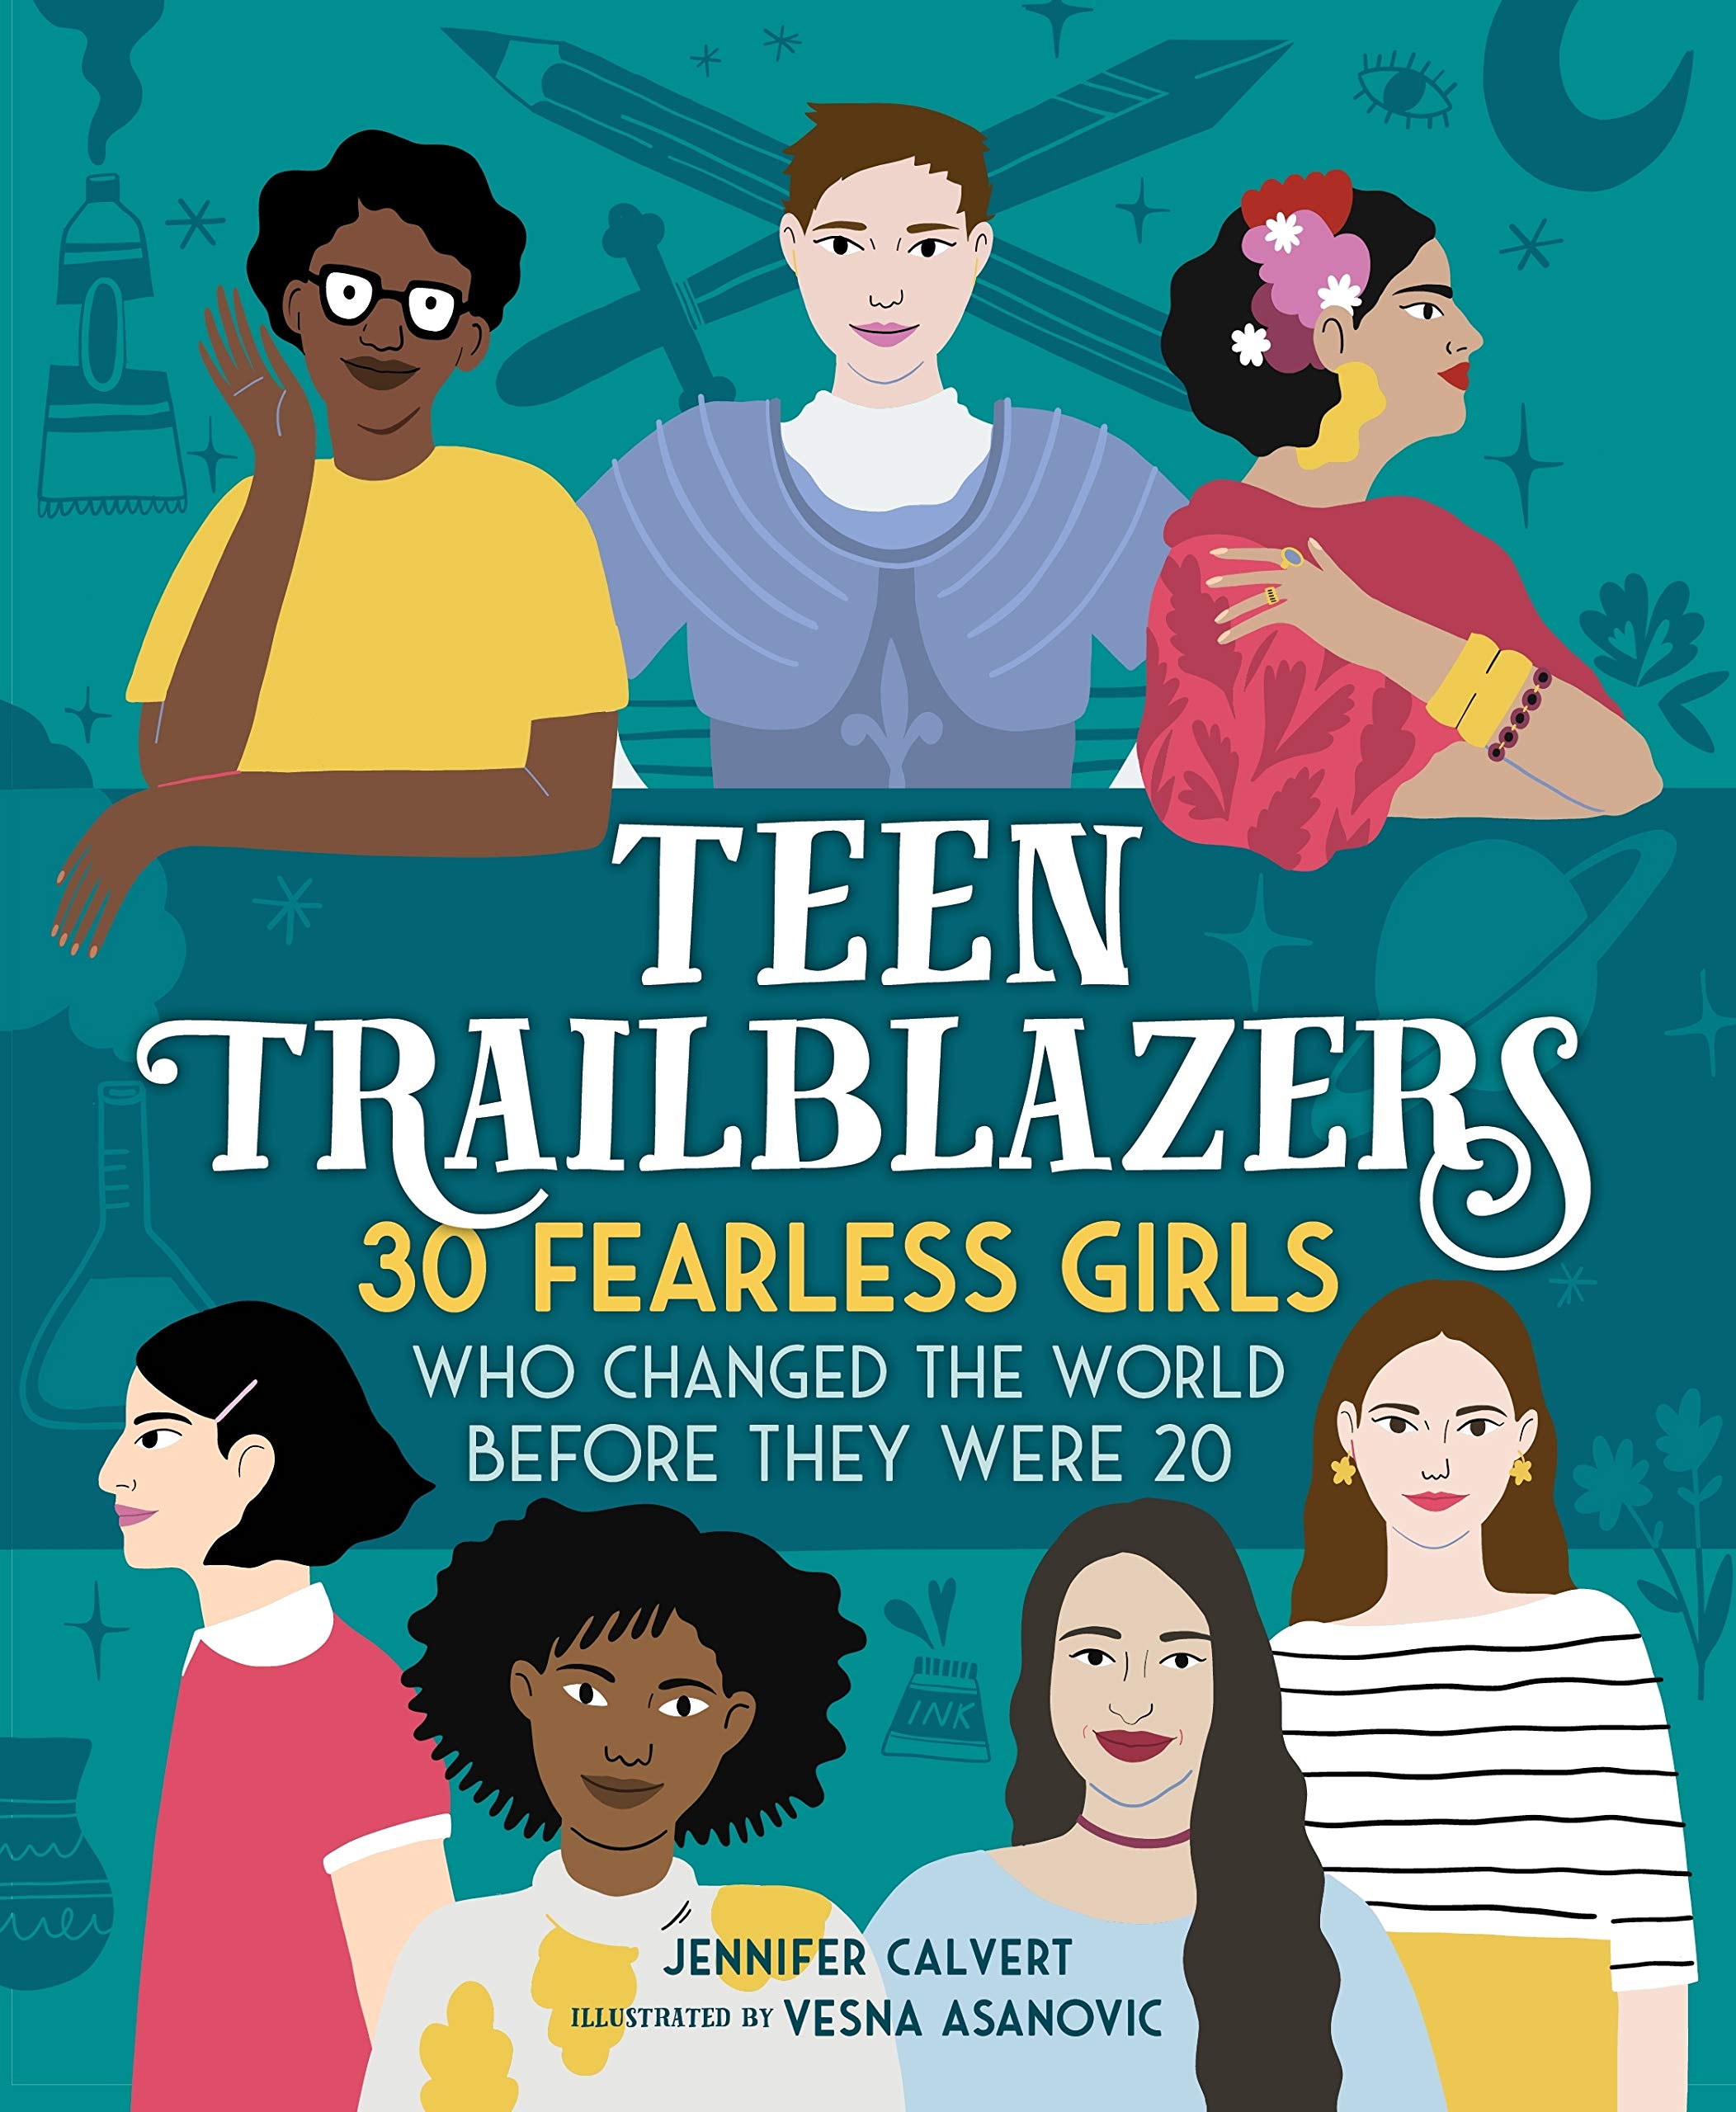 TEEN
TRAILBLAZERS
30 FEARLESS GIRLS
WHO CHANGED THE WORLD
BEFORE THEY WERE 20
INK
JENNIFER CALVERT
ILLUSTRATED BY VESNA ASANOVIC